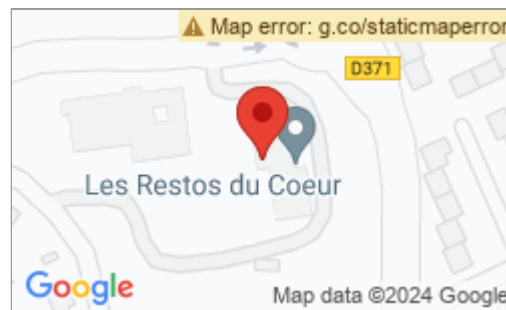 ⚠ Map error: g.co/staticmaperror
D371
Les Restos du Coeur
Google
Map data ©2024 Google